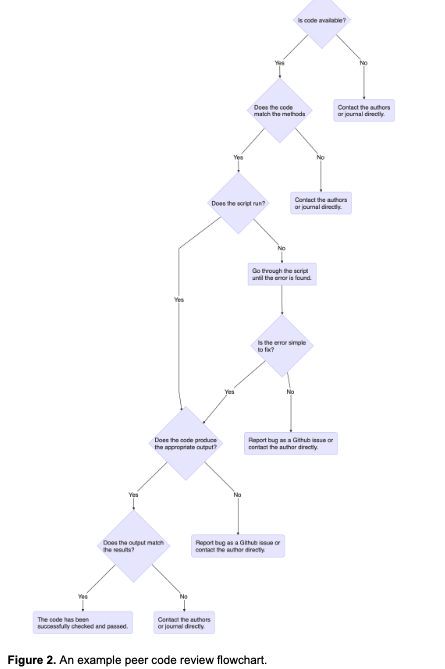 Is code available?
Yes
No
Does the code
match the methods
Contact the authors
or journal directly.
Yes
No
Does the script run?
Contact the authors
or journal directly.
No
Go through the script
until the error is found.
Yes
Is the error simple
to fix?
Yes
No
Does the code produce
the appropriate output?
Report bug as a Github issue or
contact the author directly.
Yes
No
Does the output match
the results?
Report bug as a Github issue or
contact the author directly.
Yes
No
The code has been
successfully checked and passed.
Contact the authors
or journal directly.
Figure 2. An example peer code review flowchart.